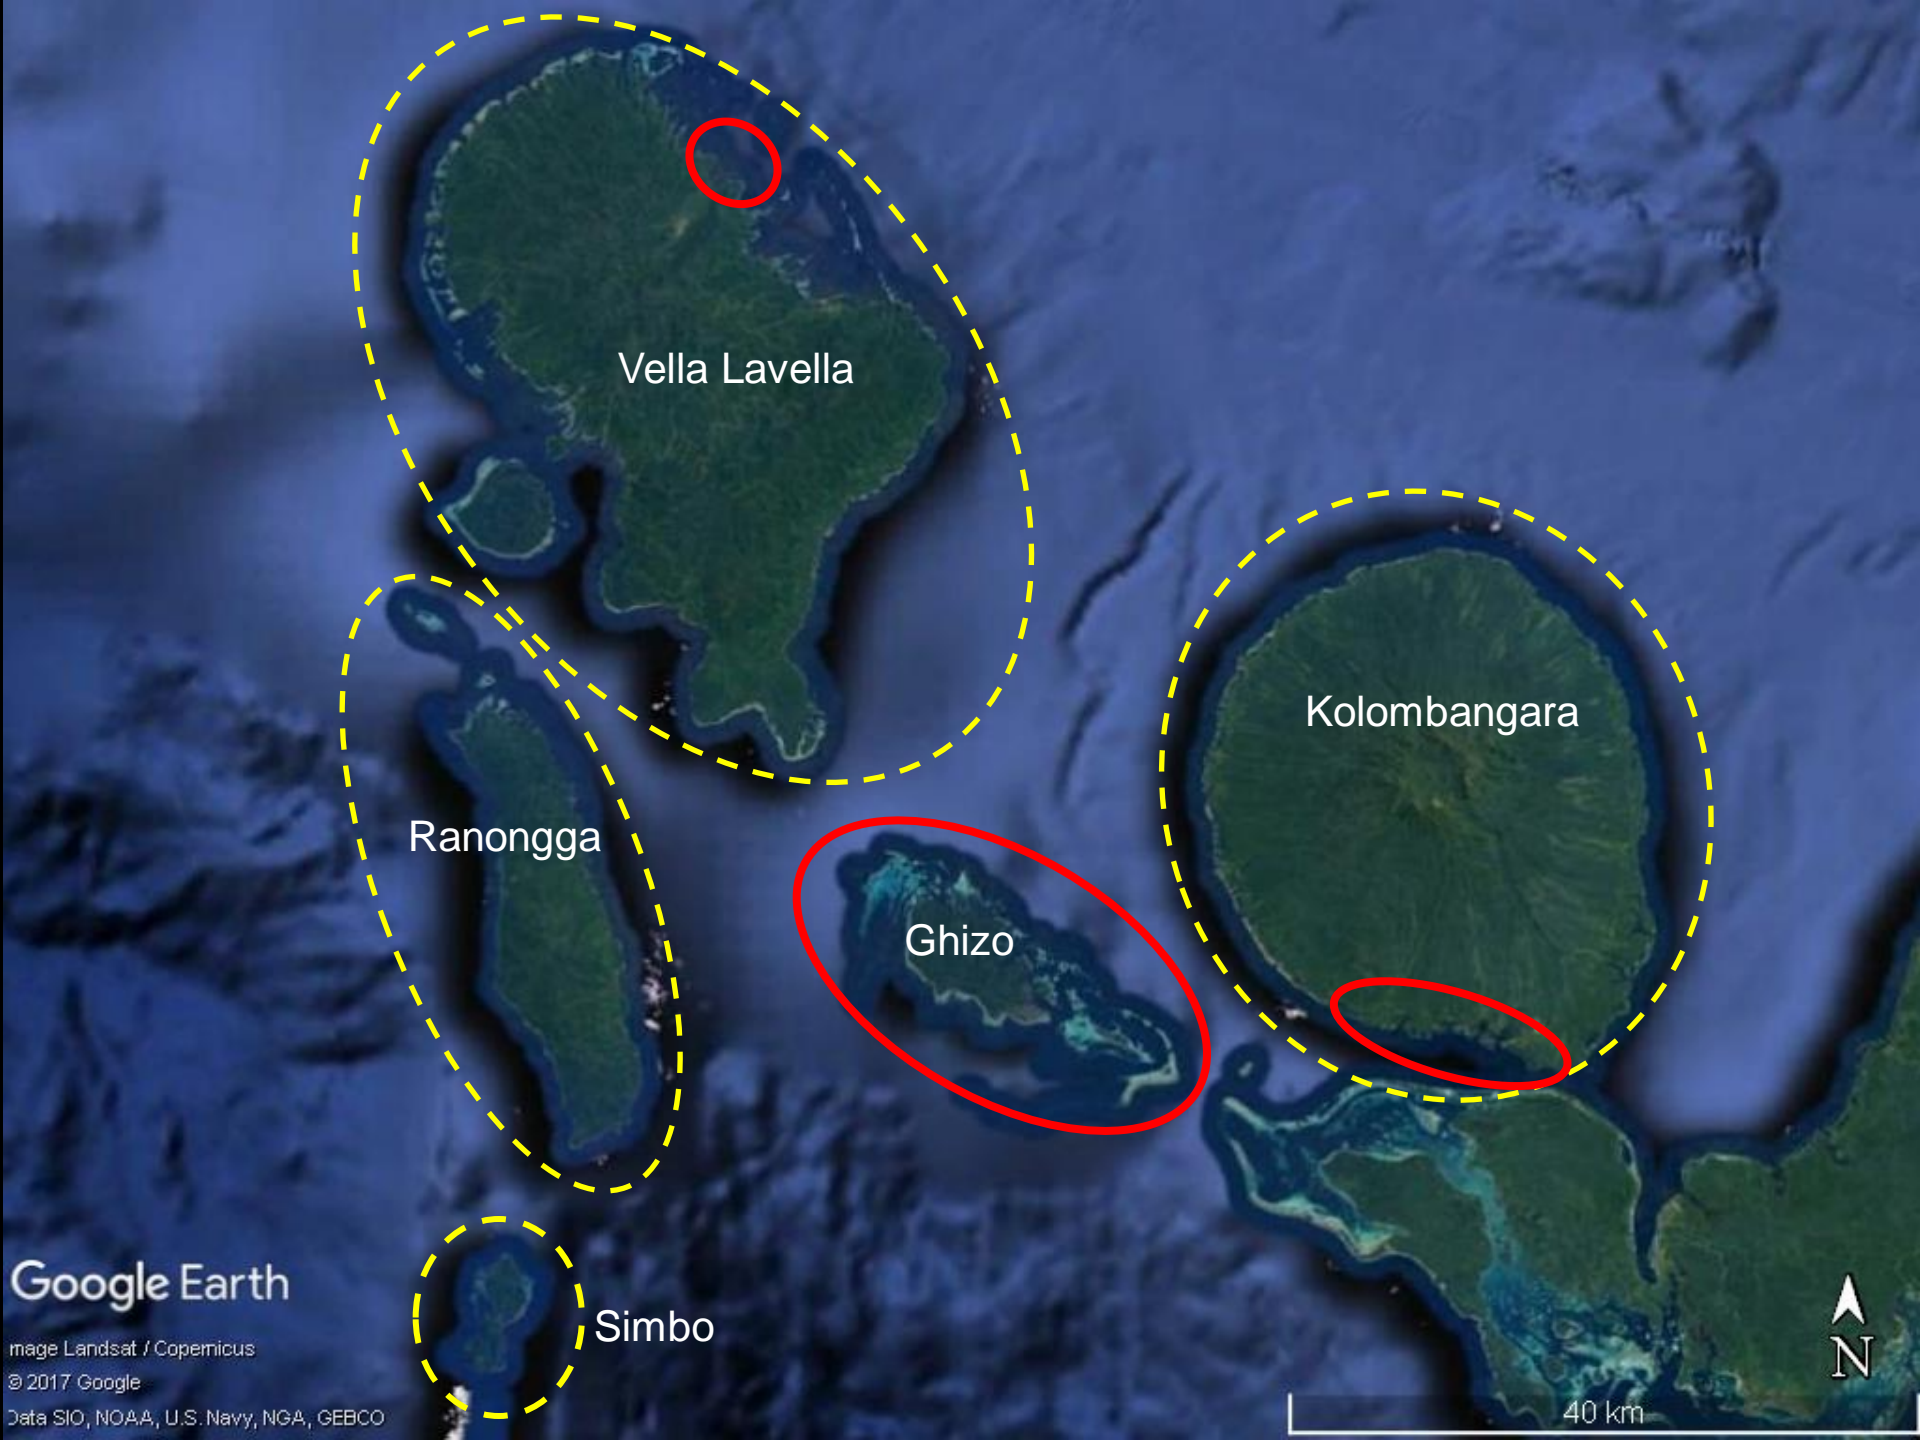 Vella Lavella
Kolombangara
Ranongga
Ghizo
Simbo
Google Earth
mage Landsat / Copernicus
© 2017 Google
Data SIO, NOAA, U.S. Navy, NGA, GEBCO
N
40 km